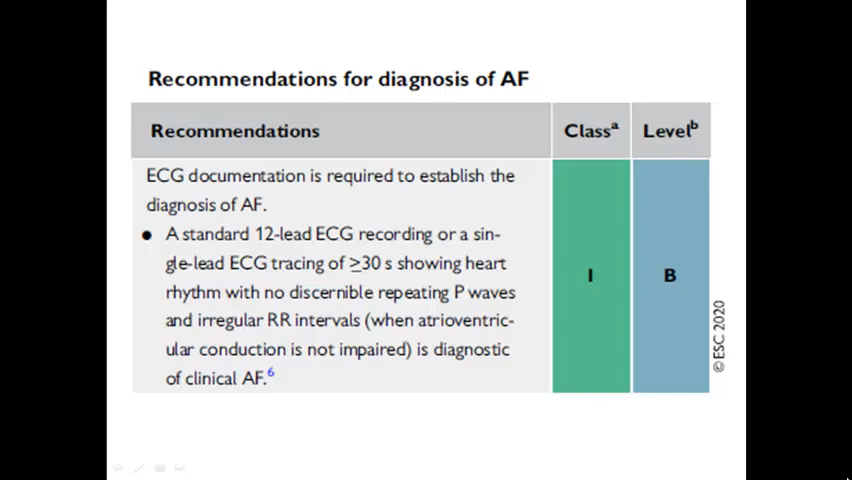 Recommendations for diagnosis of AF
Recommendations Classᵃ Levelᵇ
ECG documentation is required to establish the
diagnosis of AF.
● A standard 12-lead ECG recording or a sin-
gle-lead ECG tracing of ≥30 s showing heart
rhythm with no discernible repeating P waves
and irregular RR intervals (when atrioventric-
ular conduction is not impaired) is diagnostic
of clinical AF.⁶
I B
©ESC 2020